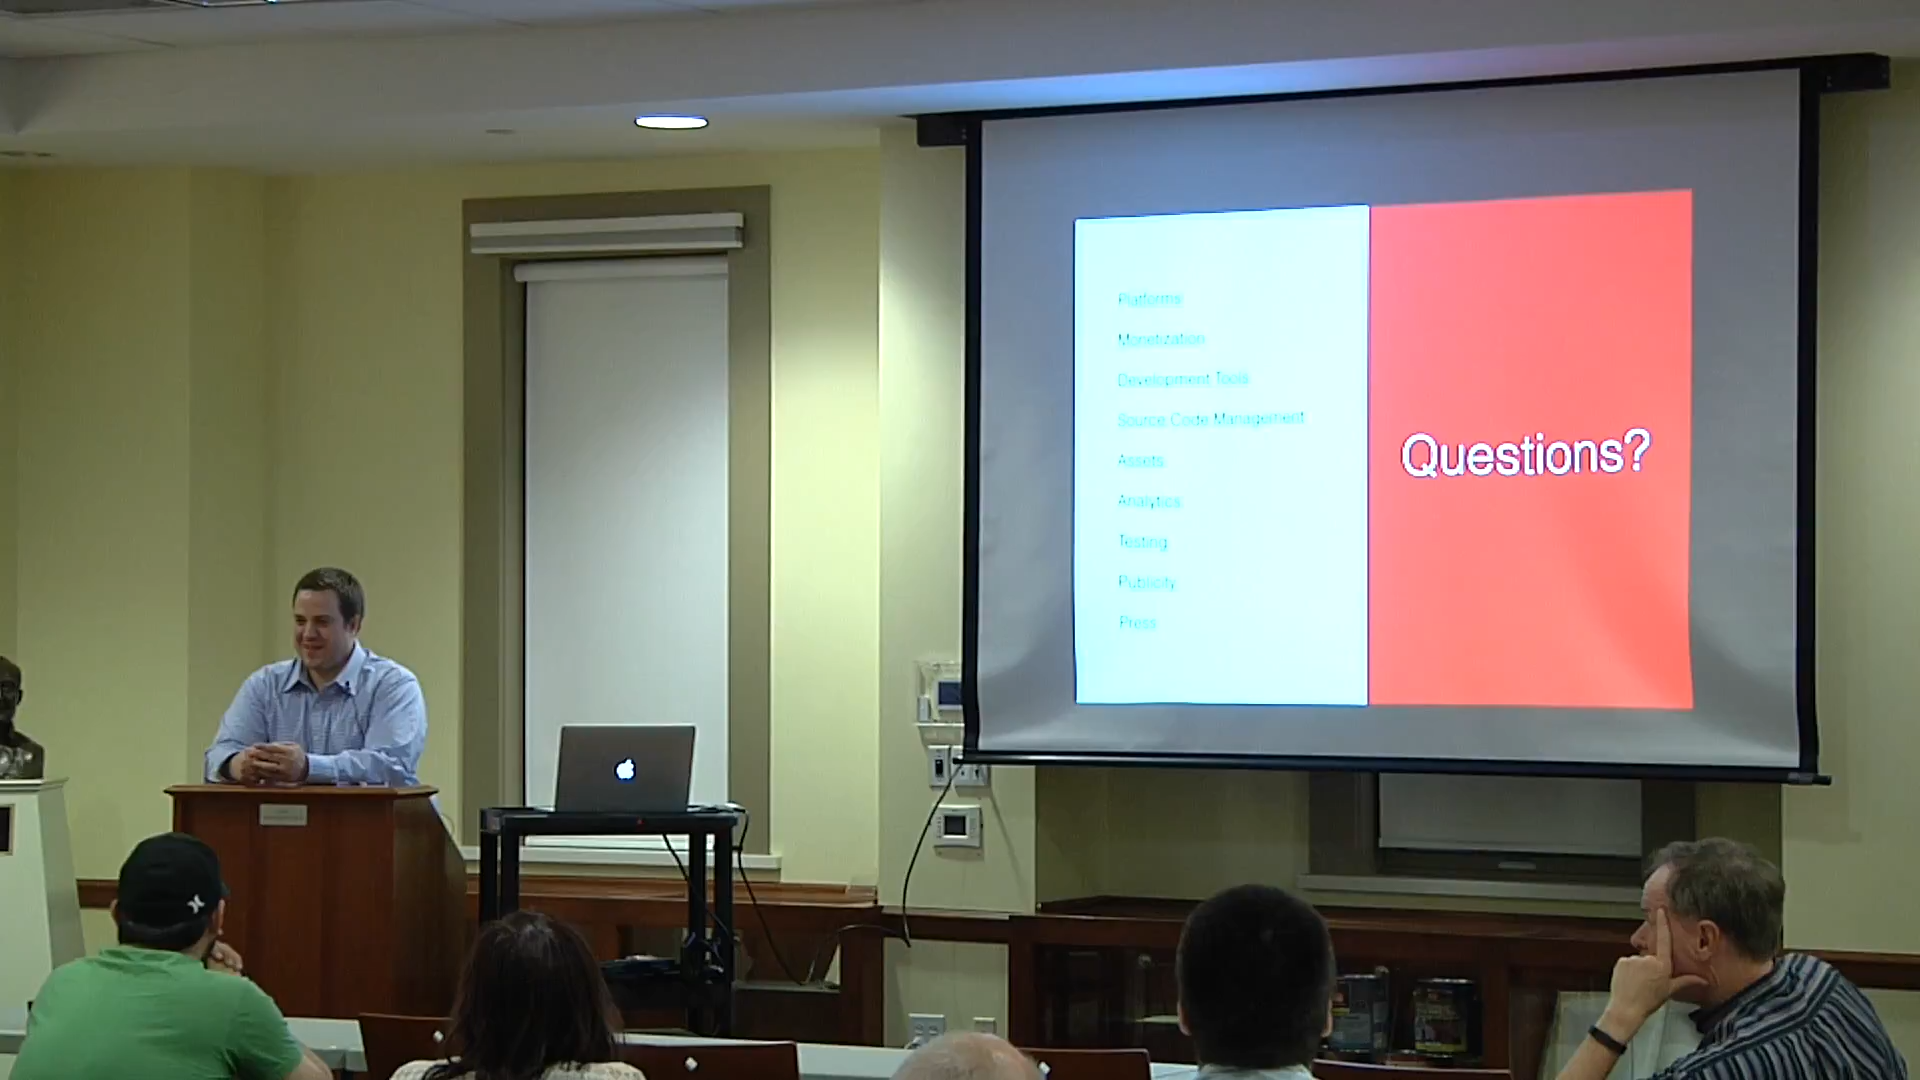 Platforms
Monetization
Development Tools
Source Code Management
Assets
Analytics
Testing
Publicity
Press
Questions?